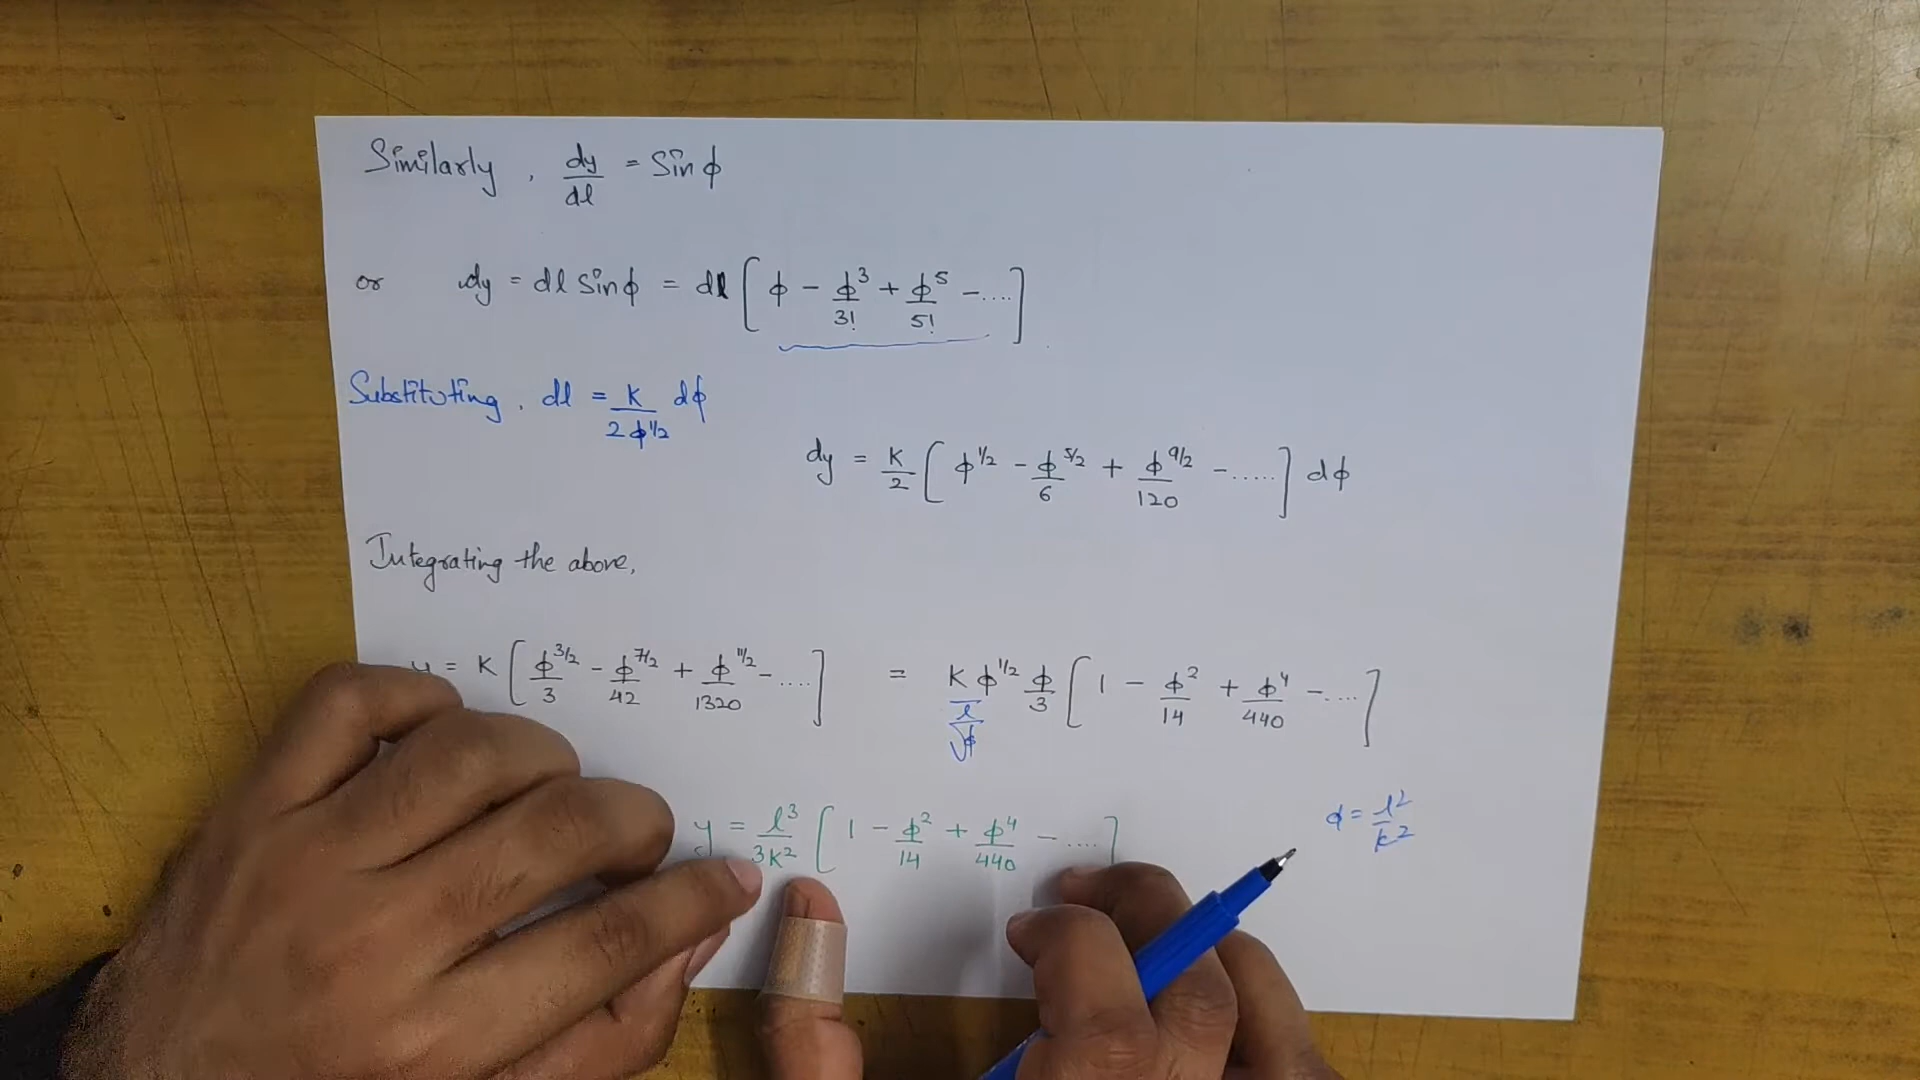 Similarly, dy/dl = Sin ϕ
or dy = dl Sin ϕ = dl [ ϕ - ϕ³/3! + ϕ⁵/5! - .... ]
Substituting, dl = K/2ϕ^1/2 dϕ
dy = K/2 [ ϕ^1/2 - ϕ^5/2/6 + ϕ^9/2/120 - ..... ] dϕ
Integrating the above,
y = K [ ϕ^3/2/3 - ϕ^7/2/42 + ϕ^11/2/1320 - .... ] = K ϕ^1/2 ϕ/3 [ 1 - ϕ²/14 + ϕ⁴/440 - .... ]
l/√ϕ
y = l³/3K² [ 1 - ϕ²/14 + ϕ⁴/440 - .... ] ϕ = l²/K²